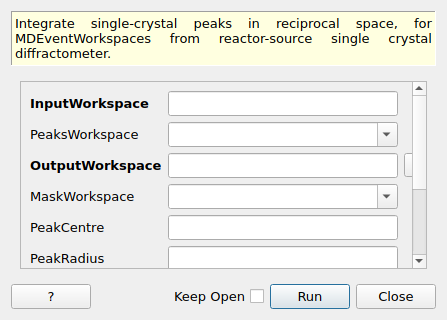 Integrate single-crystal peaks in reciprocal space, for
MDEventWorkspaces from reactor-source single crystal
diffractometer.
InputWorkspace
PeaksWorkspace
OutputWorkspace
MaskWorkspace
PeakCentre
PeakRadius
? Keep Open Run Close